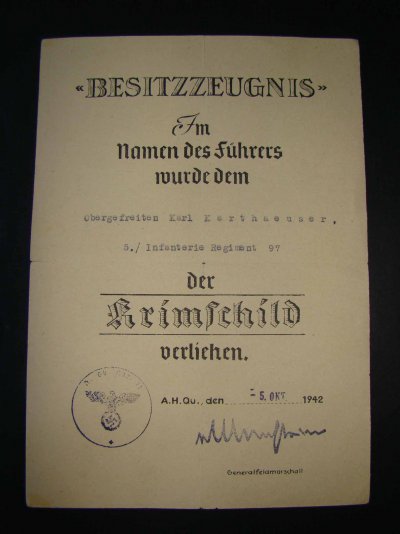 «BESITZZEUGNIS»
Im
Namen des Führers
wurde dem
Obergefreiten Karl Karthaeuser,
5./ Infanterie Regiment 97
der
Krimschild
verliehen.
A.H.Qu., den -5. OKT. 1942
Generalfeldmarschall